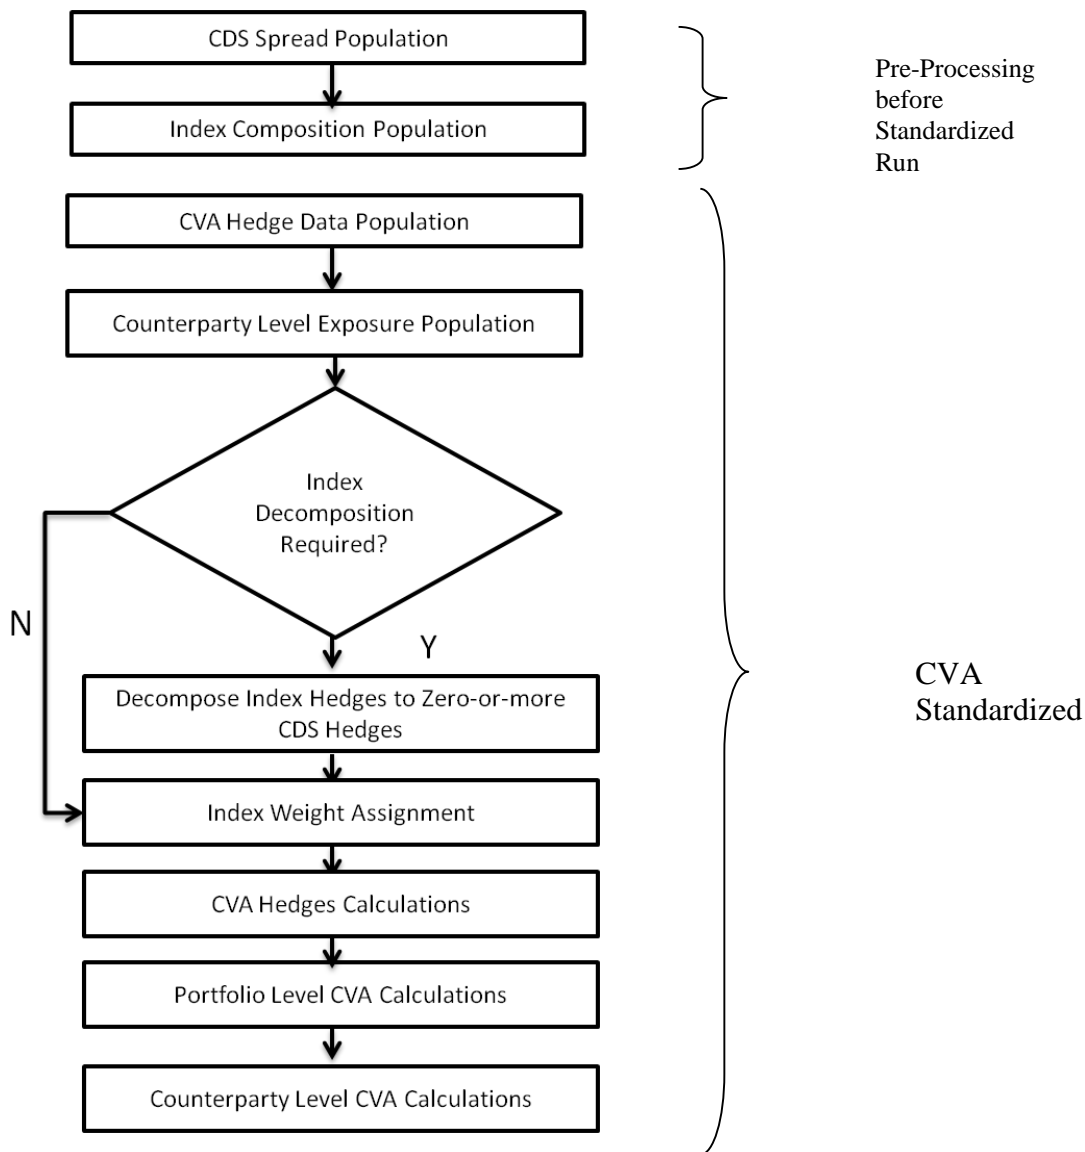 CDS Spread Population
Index Composition Population
Pre-Processing
before
Standardized
Run
CVA Hedge Data Population
Counterparty Level Exposure Population
Index
Decomposition
Required?
N
Y
Decompose Index Hedges to Zero-or-more
CDS Hedges
Index Weight Assignment
CVA Hedges Calculations
Portfolio Level CVA Calculations
Counterparty Level CVA Calculations
CVA
Standardized